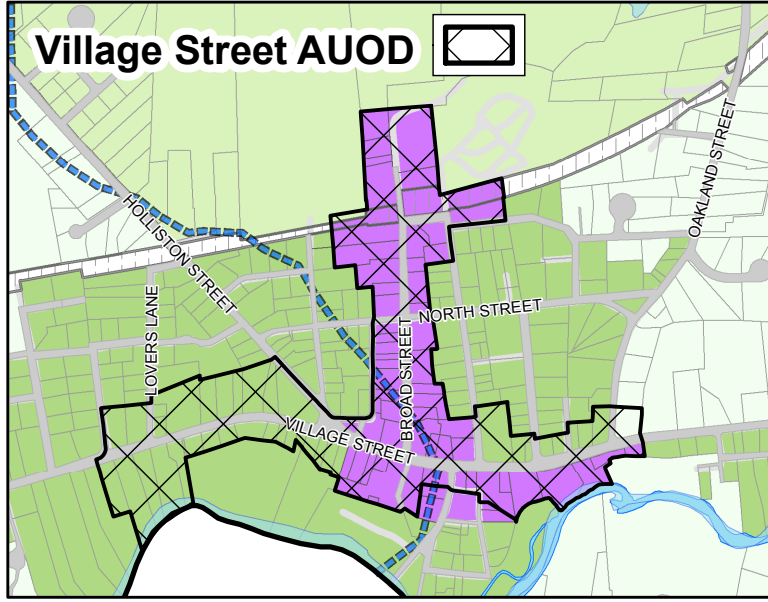 Village Street AUOD
OAKLAND STREET
HOLLISTON STREET
LOVERS LANE
NORTH STREET
BROAD STREET
VILLAGE STREET